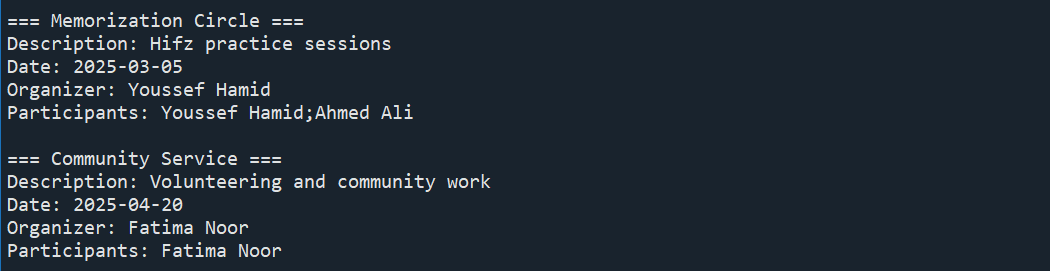 === Memorization Circle ===
Description: Hifz practice sessions
Date: 2025-03-05
Organizer: Youssef Hamid
Participants: Youssef Hamid;Ahmed Ali

=== Community Service ===
Description: Volunteering and community work
Date: 2025-04-20
Organizer: Fatima Noor
Participants: Fatima Noor